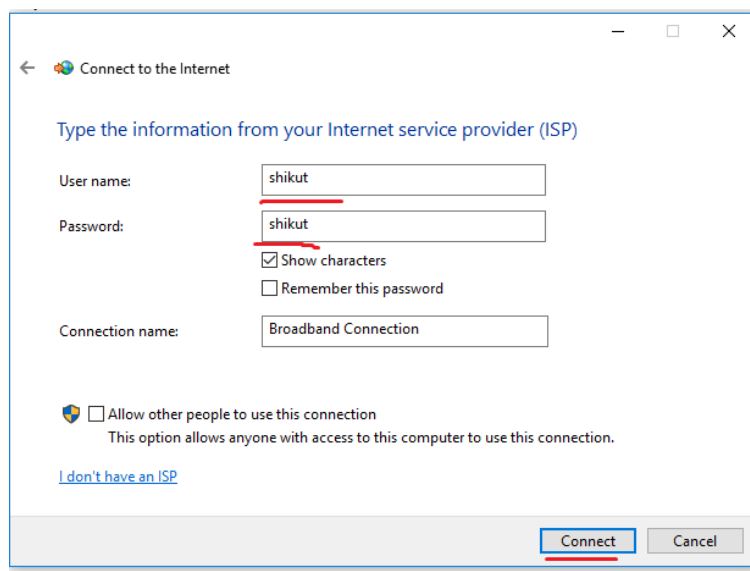 Connect to the Internet
Type the information from your Internet service provider (ISP)
User name: shikut
Password: shikut
Show characters
Remember this password
Connection name: Broadband Connection
Allow other people to use this connection
This option allows anyone with access to this computer to use this connection.
I don't have an ISP
Connect Cancel